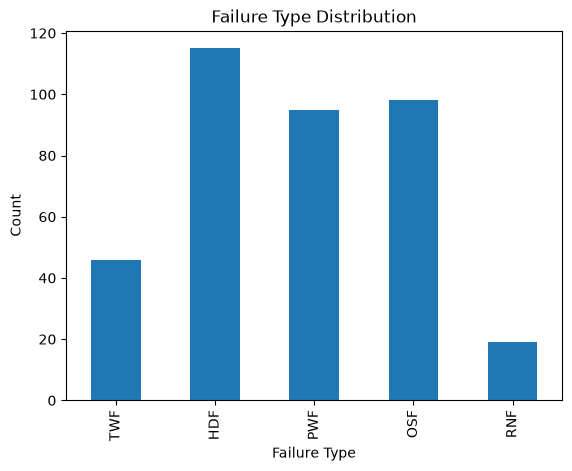 Failure Type Distribution
120
100
80
60
40
20
0
Count
TWF
HDF
PWF
OSF
RNF
Failure Type